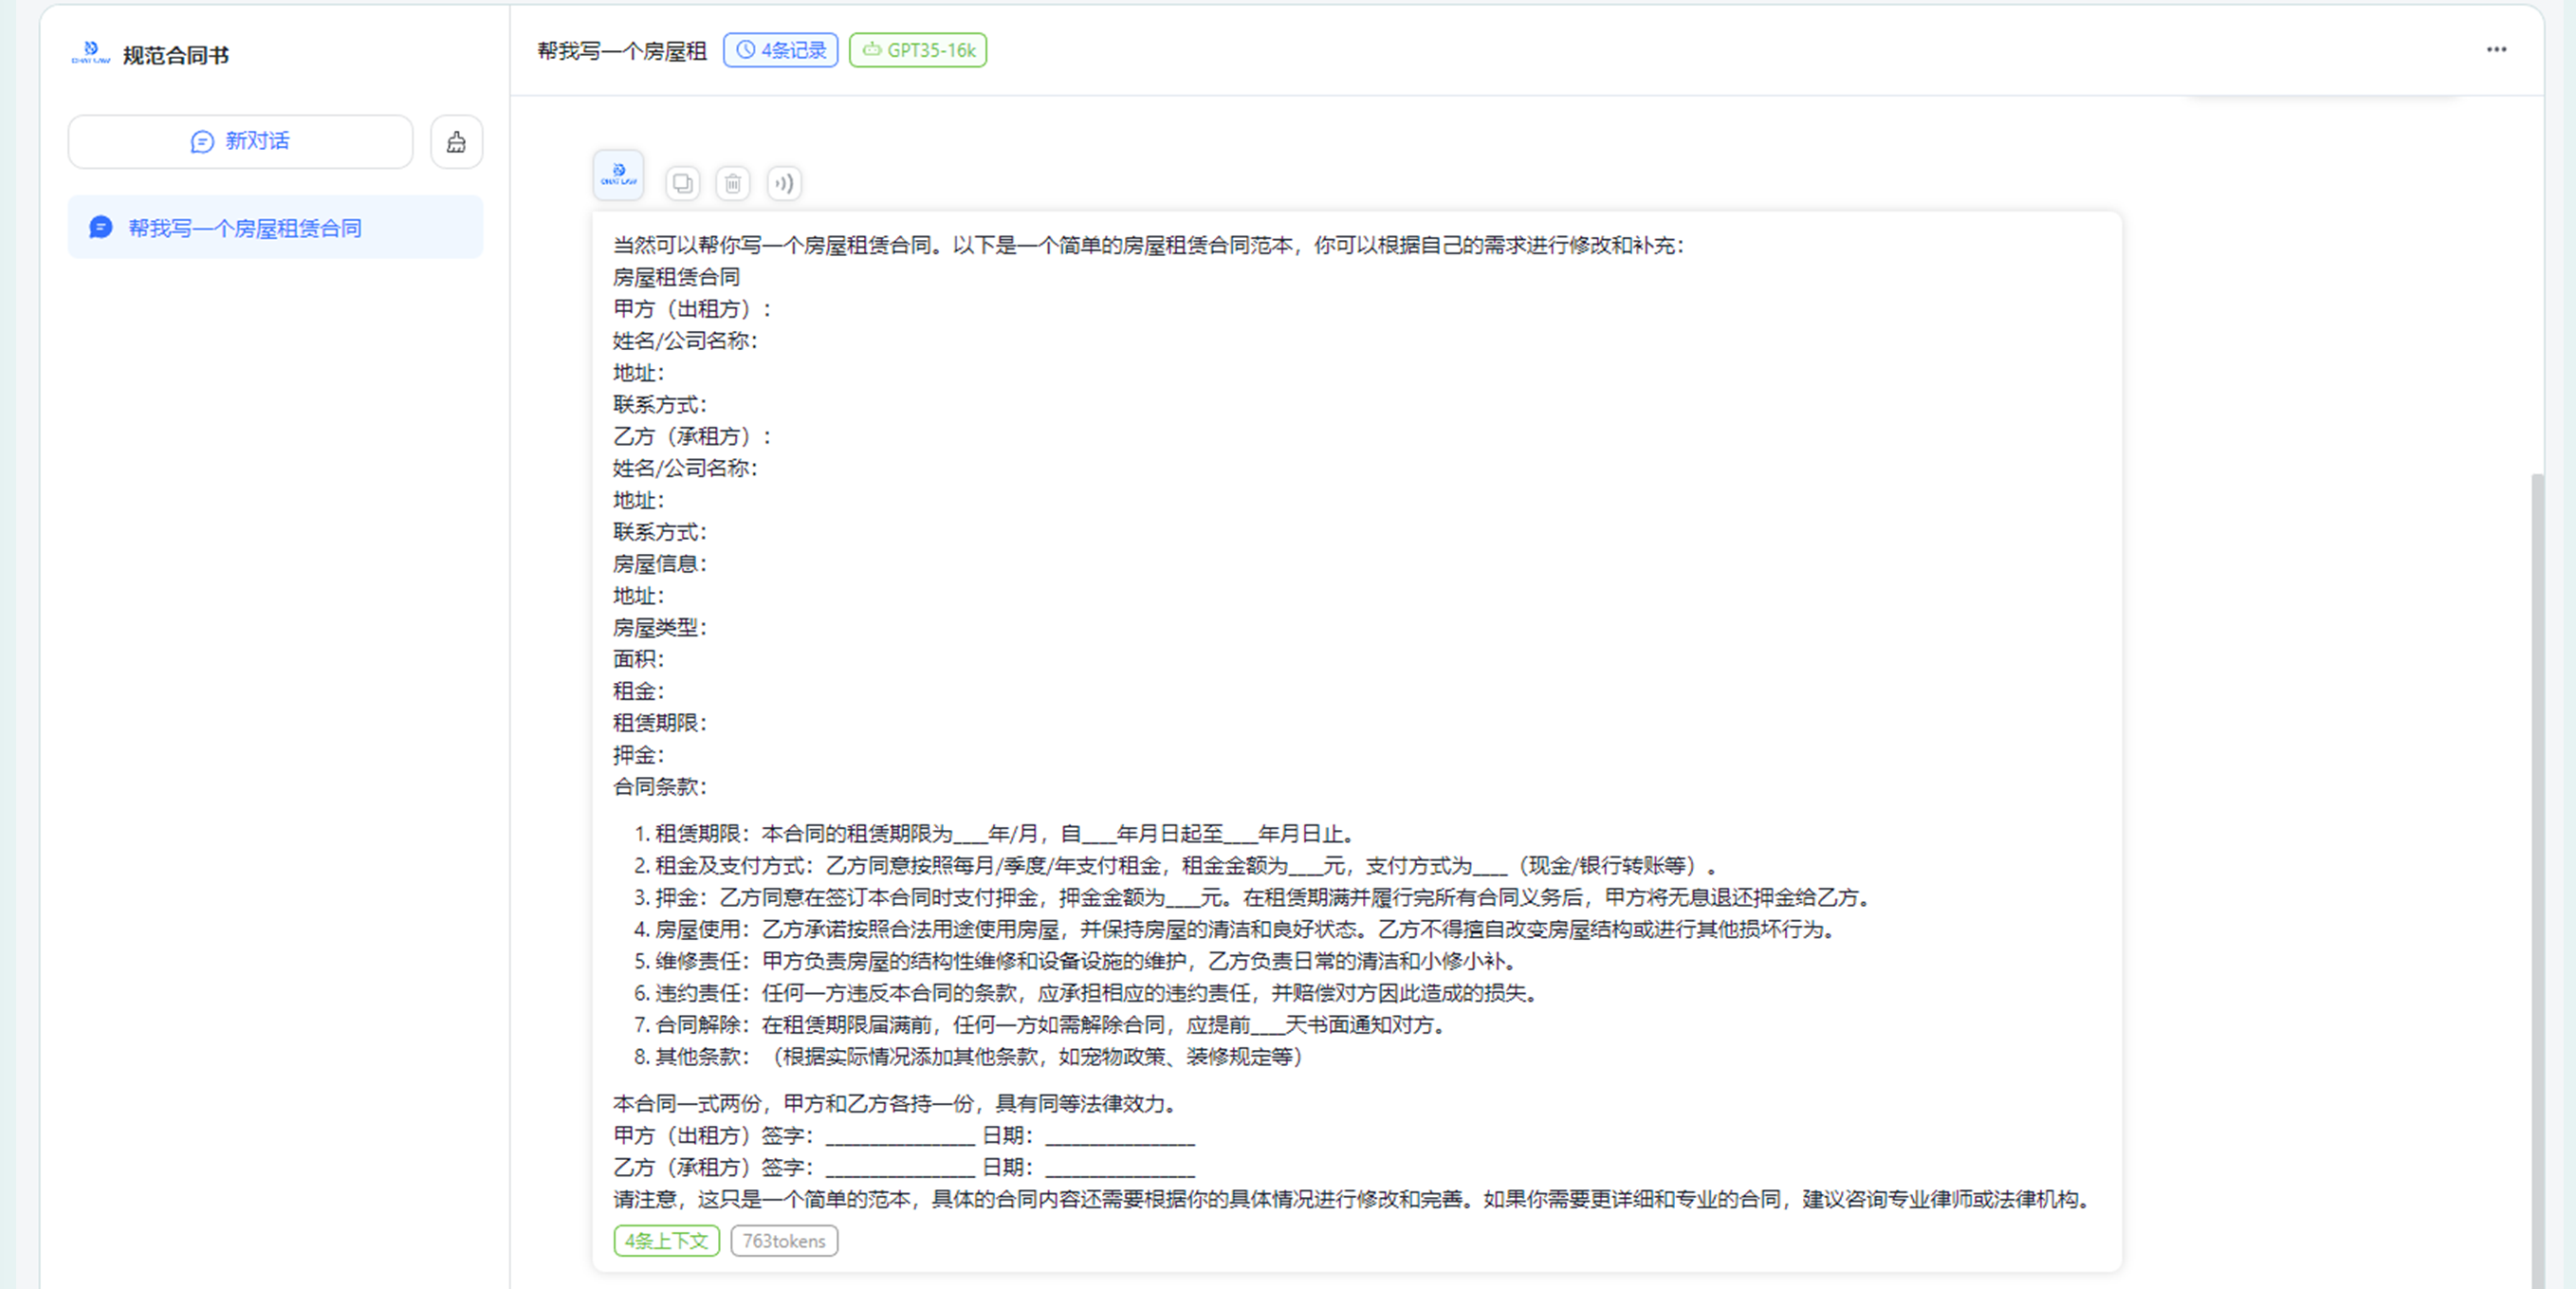 CHAT LAW
规范合同书
新对话
帮我写一个房屋租赁合同
帮我写一个房屋租 4条记录 GPT35-16k
CHAT LAW
当然可以帮你写一个房屋租赁合同。以下是一个简单的房屋租赁合同范本，你可以根据自己的需求进行修改和补充：
房屋租赁合同
甲方（出租方）：
姓名/公司名称：
地址：
联系方式：
乙方（承租方）：
姓名/公司名称：
地址：
联系方式：
房屋信息：
地址：
房屋类型：
面积：
租金：
租赁期限：
押金：
合同条款：
1. 租赁期限：本合同的租赁期限为____年/月，自____年月日起至____年月日止。
2. 租金及支付方式：乙方同意按照每月/季度/年支付租金，租金金额为____元，支付方式为____（现金/银行转账等）。
3. 押金：乙方同意在签订本合同时支付押金，押金金额为____元。在租赁期满并履行完所有合同义务后，甲方将无息退还押金给乙方。
4. 房屋使用：乙方承诺按照合法用途使用房屋，并保持房屋的清洁和良好状态。乙方不得擅自改变房屋结构或进行其他损坏行为。
5. 维修责任：甲方负责房屋的结构性维修和设备设施的维护，乙方负责日常的清洁和小修小补。
6. 违约责任：任何一方违反本合同的条款，应承担相应的违约责任，并赔偿对方因此造成的损失。
7. 合同解除：在租赁期限届满前，任何一方如需解除合同，应提前____天书面通知对方。
8. 其他条款：（根据实际情况添加其他条款，如宠物政策、装修规定等）
本合同一式两份，甲方和乙方各持一份，具有同等法律效力。
甲方（出租方）签字：_________________ 日期：_________________
乙方（承租方）签字：_________________ 日期：_________________
请注意，这只是一个简单的范本，具体的合同内容还需要根据你的具体情况进行修改和完善。如果你需要更详细和专业的合同，建议咨询专业律师或法律机构。
4条上下文 763tokens